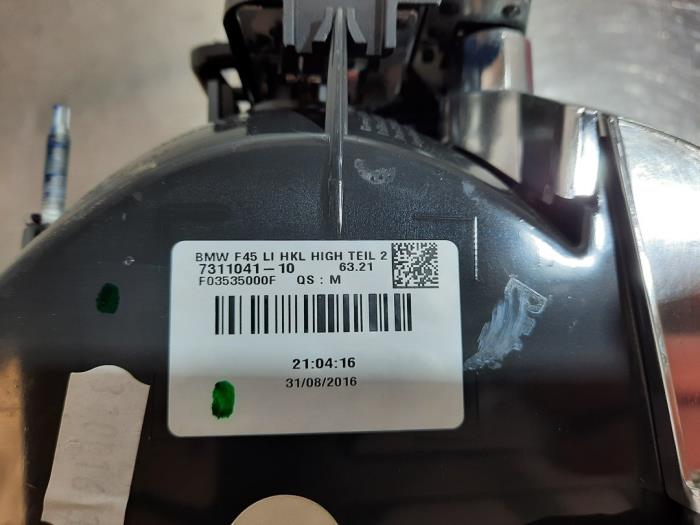 BMW F45 LI HKL HIGH TEIL 2
7311041-10 63.21
F03535000F QS : M
21:04:16
31/08/2016